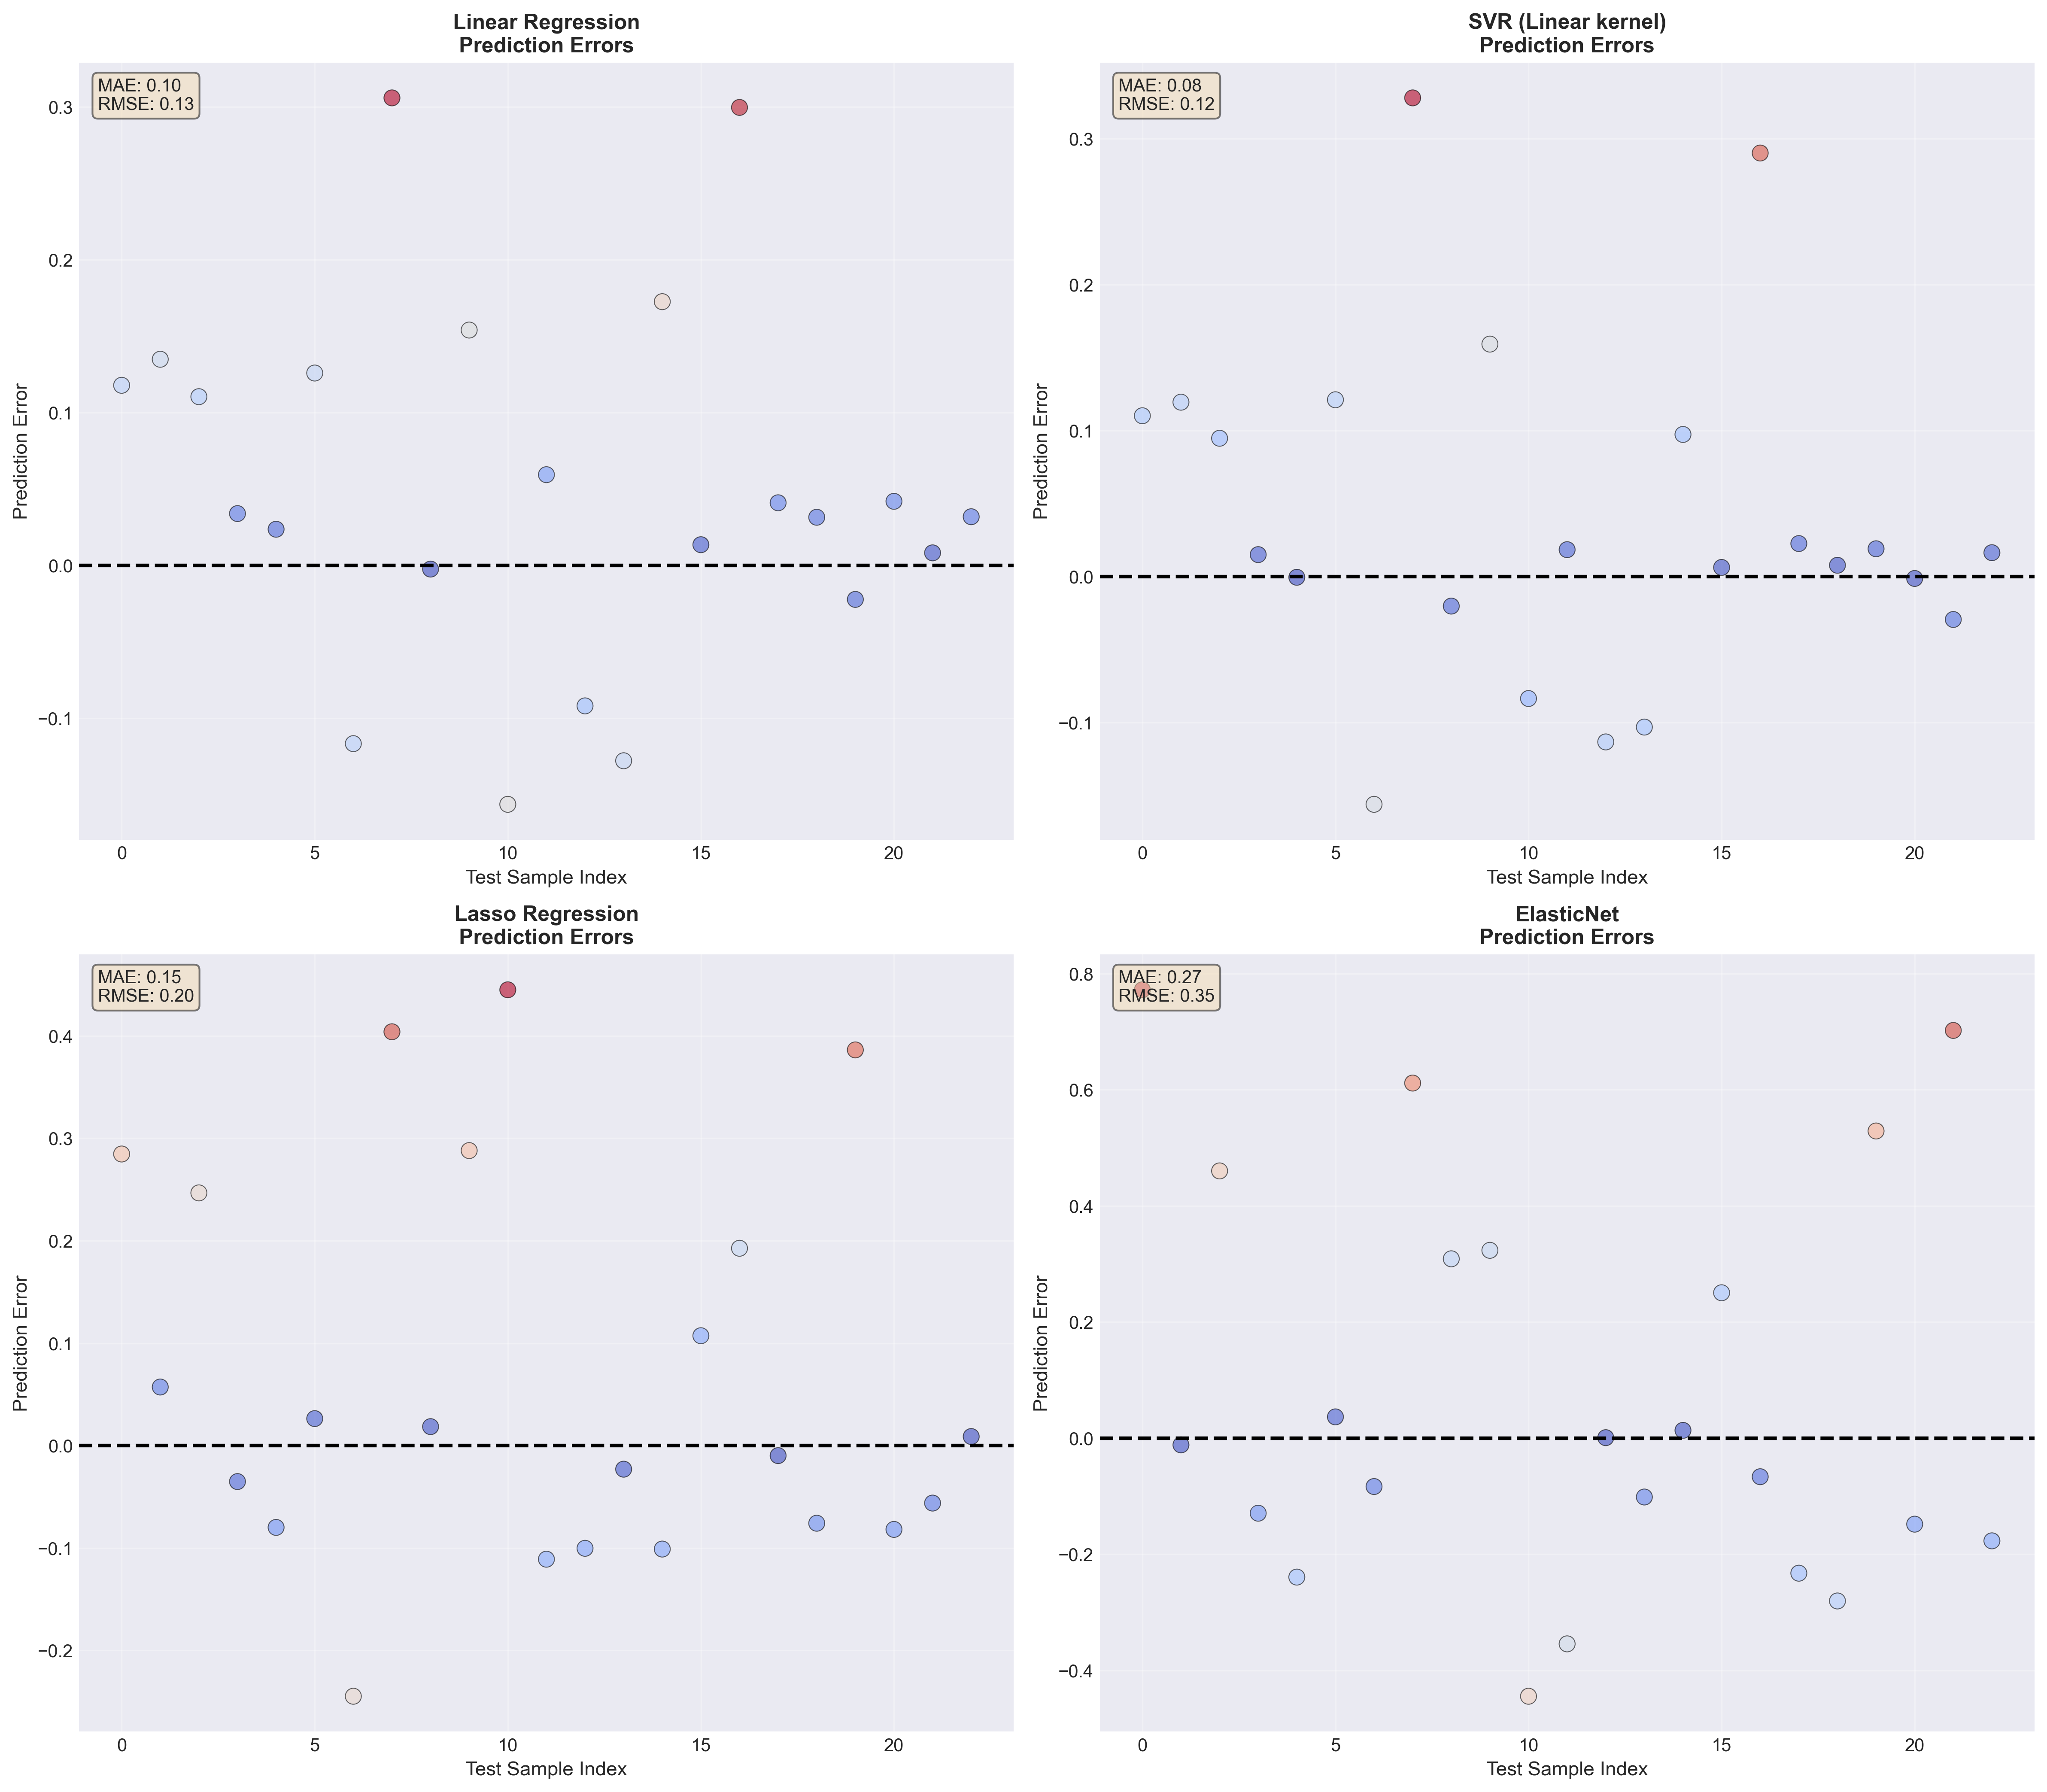 Linear Regression
Prediction Errors
MAE: 0.10
RMSE: 0.13
Prediction Error
0.3
0.2
0.1
0.0
−0.1
0 5 10 15 20
Test Sample Index
SVR (Linear kernel)
Prediction Errors
MAE: 0.08
RMSE: 0.12
Prediction Error
0.3
0.2
0.1
0.0
−0.1
0 5 10 15 20
Test Sample Index
Lasso Regression
Prediction Errors
MAE: 0.15
RMSE: 0.20
Prediction Error
0.4
0.3
0.2
0.1
0.0
−0.1
−0.2
0 5 10 15 20
Test Sample Index
ElasticNet
Prediction Errors
MAE: 0.27
RMSE: 0.35
Prediction Error
0.8
0.6
0.4
0.2
0.0
−0.2
−0.4
0 5 10 15 20
Test Sample Index